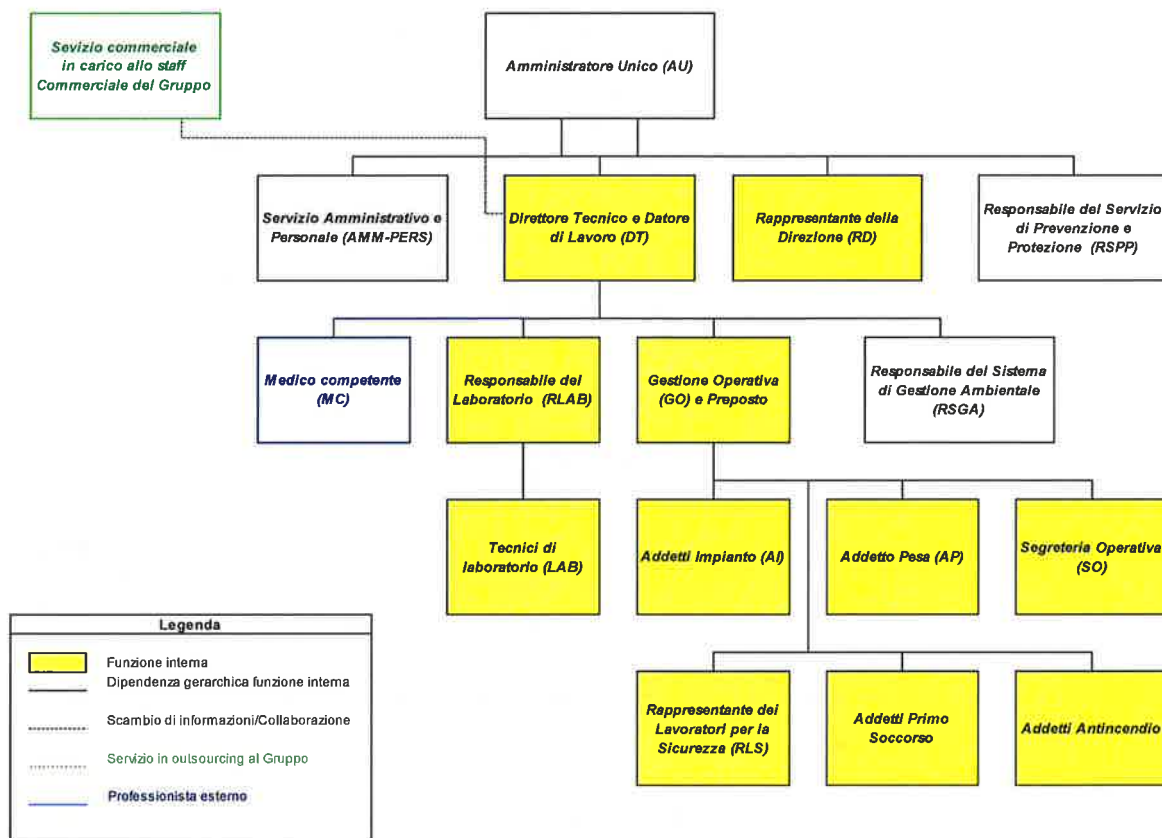 Sevizio commerciale
in carico allo staff
Commerciale del Gruppo
Amministratore Unico (AU)
Servizio Amministrativo e
Personale (AMM-PERS)
Direttore Tecnico e Datore
di Lavoro (DT)
Rappresentante della
Direzione (RD)
Responsabile del Servizio
di Prevenzione e
Protezione (RSPP)
Medico competente
(MC)
Responsabile del
Laboratorio (RLAB)
Gestione Operativa
(GO) e Preposto
Responsabile del Sistema
di Gestione Ambientale
(RSGA)
Tecnici di
laboratorio (LAB)
Addetti Impianto (AI)
Addetto Pesa (AP)
Segreteria Operativa
(SO)
Rappresentante dei
Lavoratori per la
Sicurezza (RLS)
Addetti Primo
Soccorso
Addetti Antincendio
Legenda
Funzione interna
Dipendenza gerarchica funzione interna
Scambio di informazioni/Collaborazione
Servizio in outsourcing al Gruppo
Professionista esterno